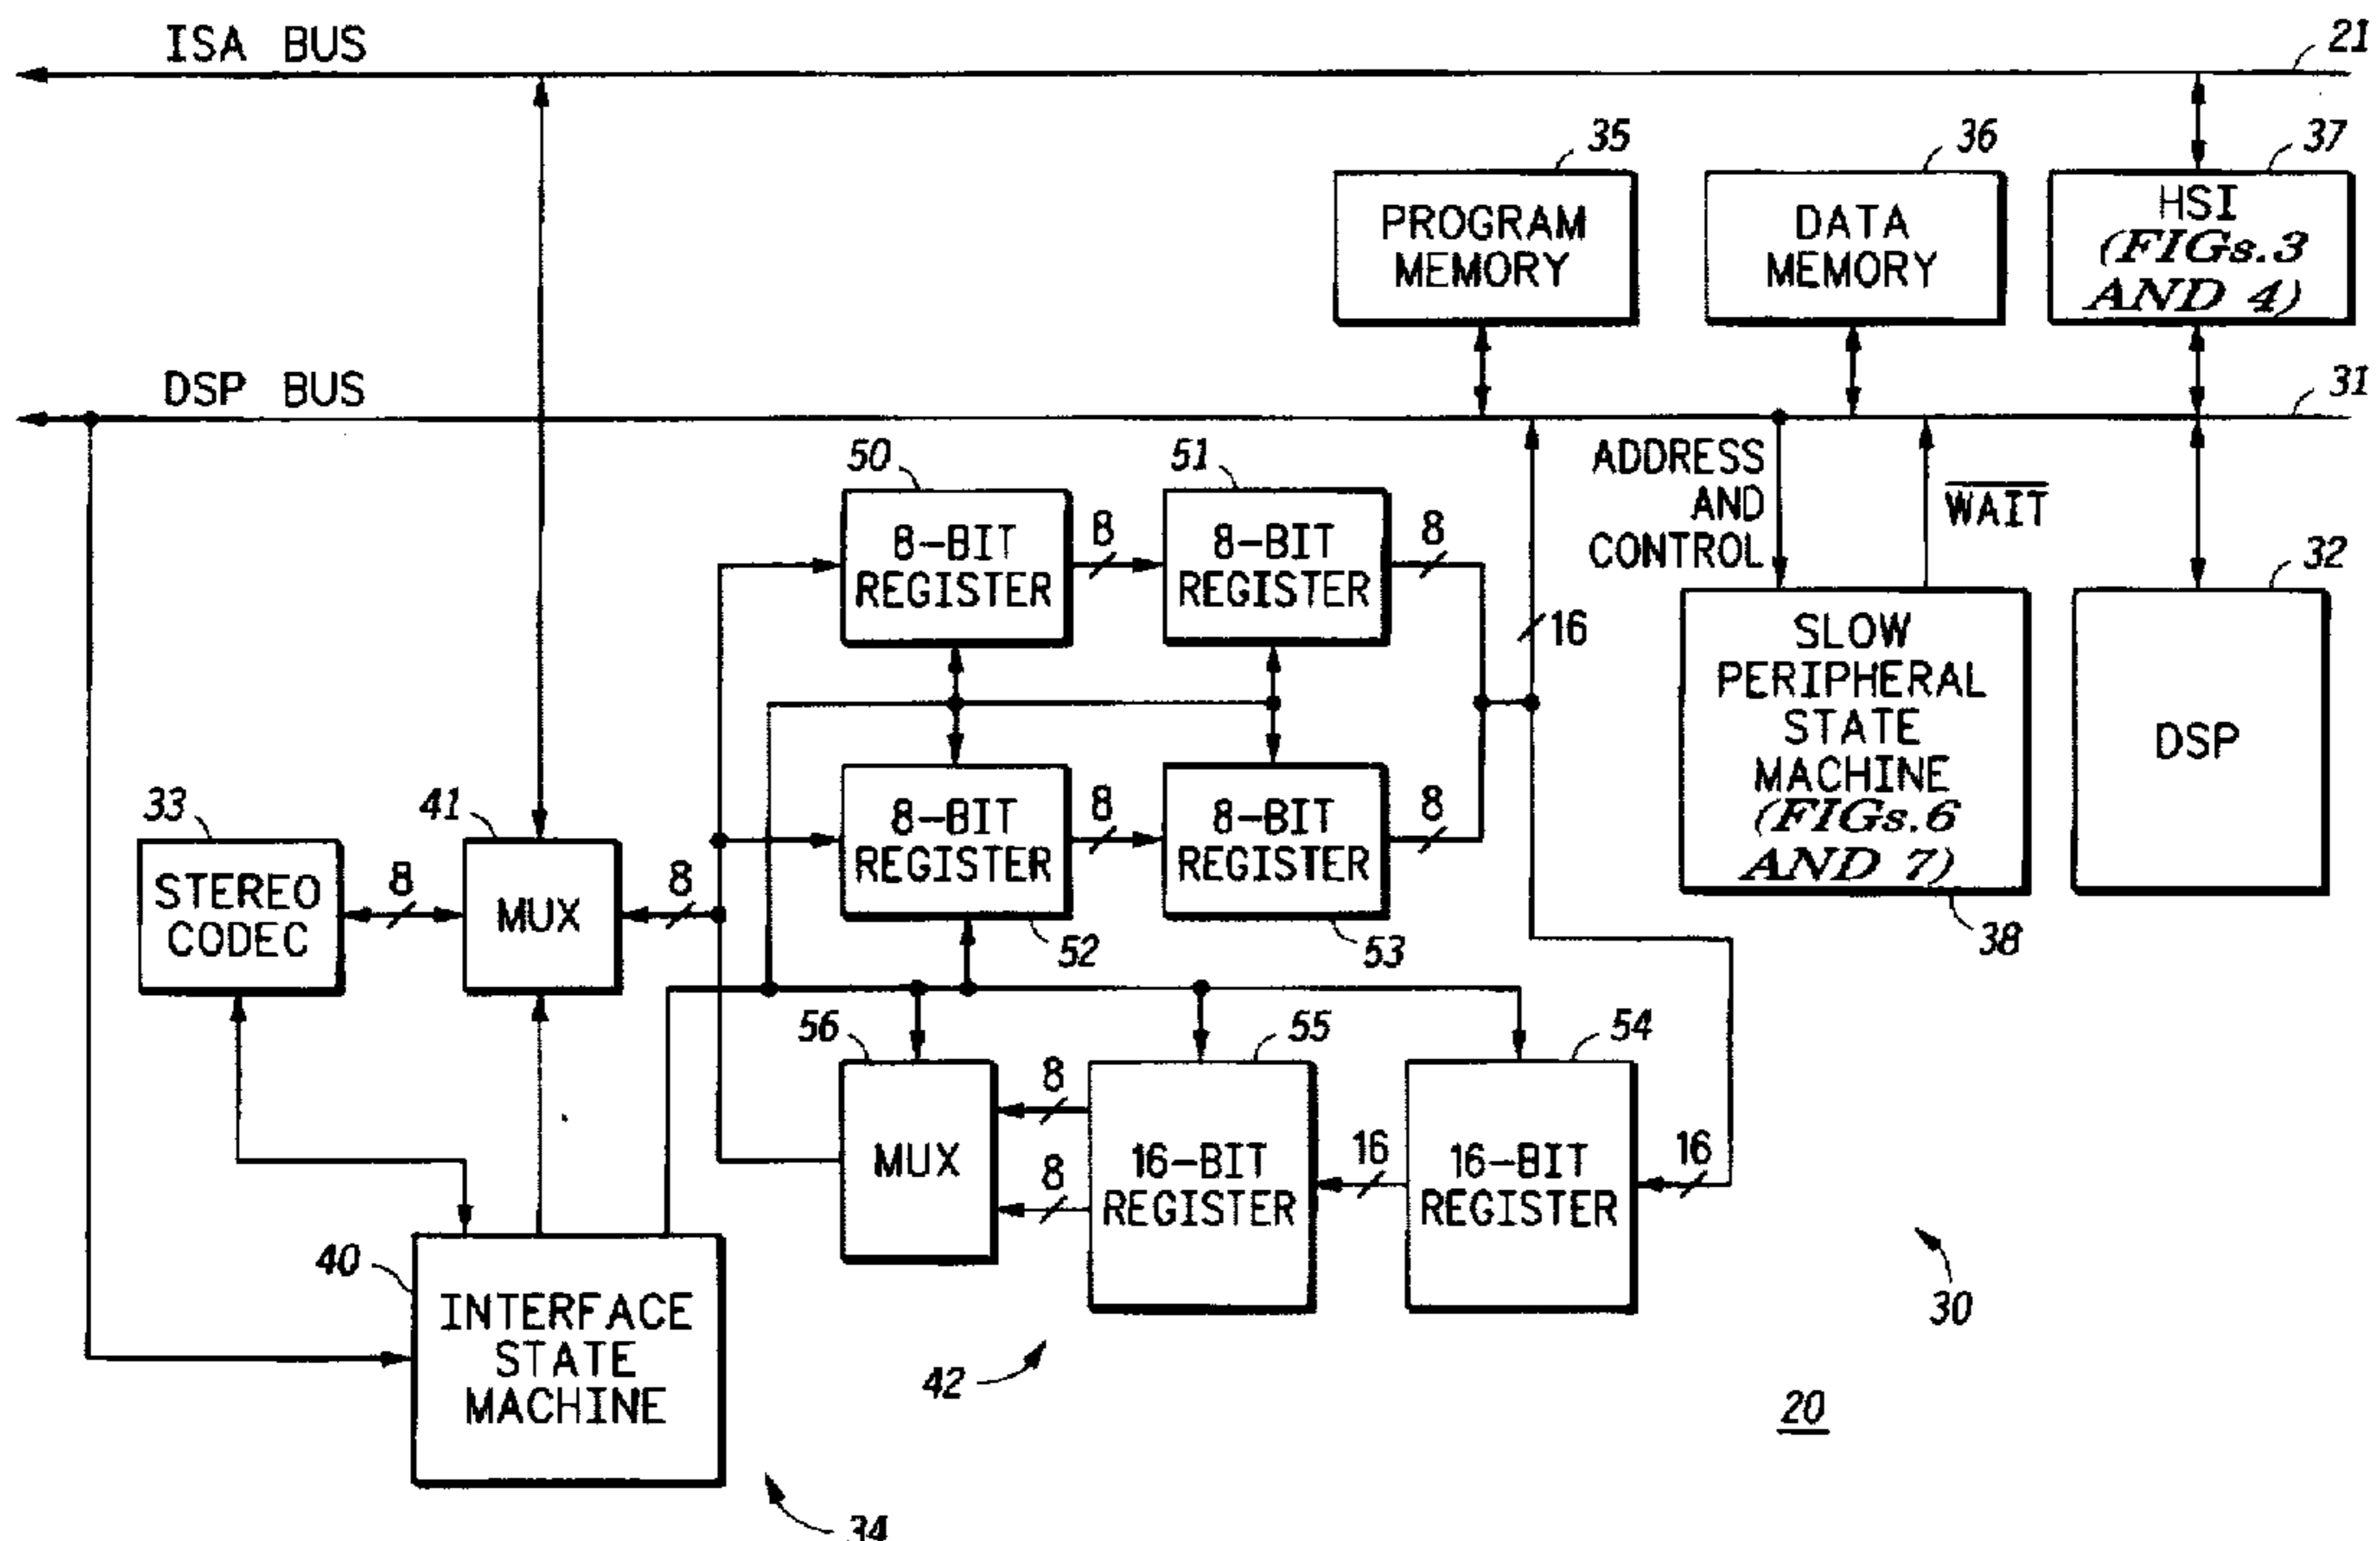 ISA BUS
21
35
36
37
PROGRAM
MEMORY
DATA
MEMORY
HSI
(FIGs.3
AND 4)
DSP BUS
31
50
51
ADDRESS
AND
CONTROL
WAIT
32
8-BIT
REGISTER
8
8-BIT
REGISTER
8
16
SLOW
PERIPHERAL
STATE
MACHINE
(FIGs.6
AND 7)
38
DSP
33
41
STEREO
CODEC
8
MUX
8
8-BIT
REGISTER
8
8-BIT
REGISTER
8
52
53
56
55
54
MUX
8
8
16-BIT
REGISTER
16
16-BIT
REGISTER
16
40
INTERFACE
STATE
MACHINE
42
30
20
34